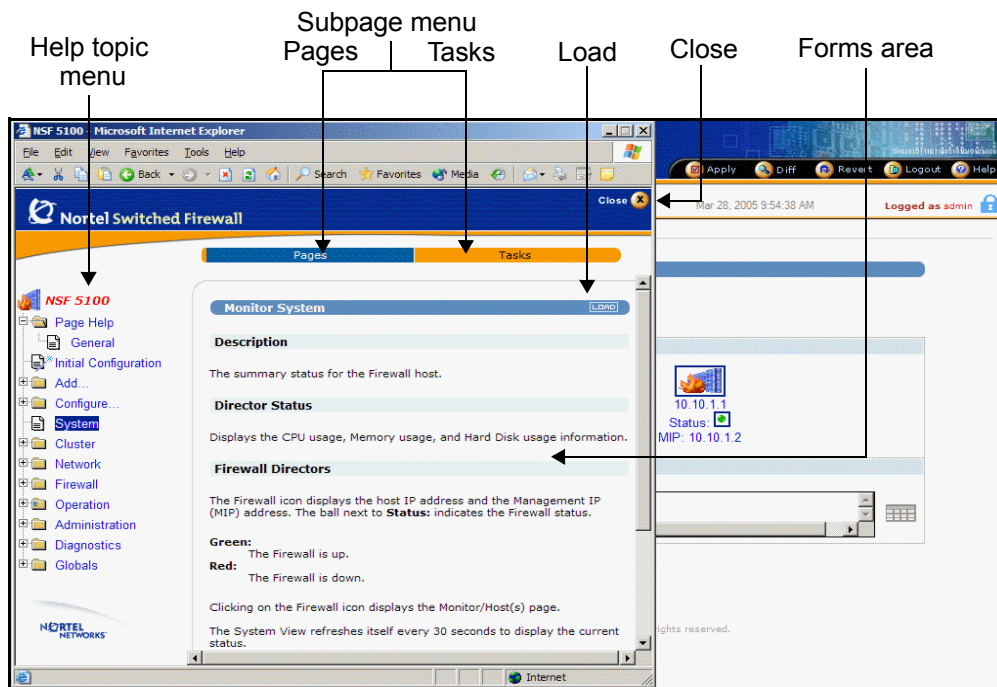 Subpage menu
Help topic menu
Pages
Tasks
Load
Close
Forms area
NSF 5100 - Microsoft Internet Explorer
File Edit View Favorites Tools Help
Back Search Favorites Media
Apply Diff Revert Logout Help
Nortel Switched Firewall
Close
Mar 28, 2005 9:54:38 AM
Logged as admin
Pages Tasks
NSF 5100
Page Help
General
Initial Configuration
Add...
Configure...
System
Cluster
Network
Firewall
Operation
Administration
Diagnostics
Globals
NORTEL
NETWORKS
Monitor System
LOAD
Description
The summary status for the Firewall host.
Director Status
Displays the CPU usage, Memory usage, and Hard Disk usage information.
Firewall Directors
The Firewall icon displays the host IP address and the Management IP
(MIP) address. The ball next to Status: indicates the Firewall status.
Green:
The Firewall is up.
Red:
The Firewall is down.
Clicking on the Firewall icon displays the Monitor/Host(s) page.
The System View refreshes itself every 30 seconds to display the current
status.
10.10.1.1
Status:
MIP: 10.10.1.2
rights reserved.
Internet